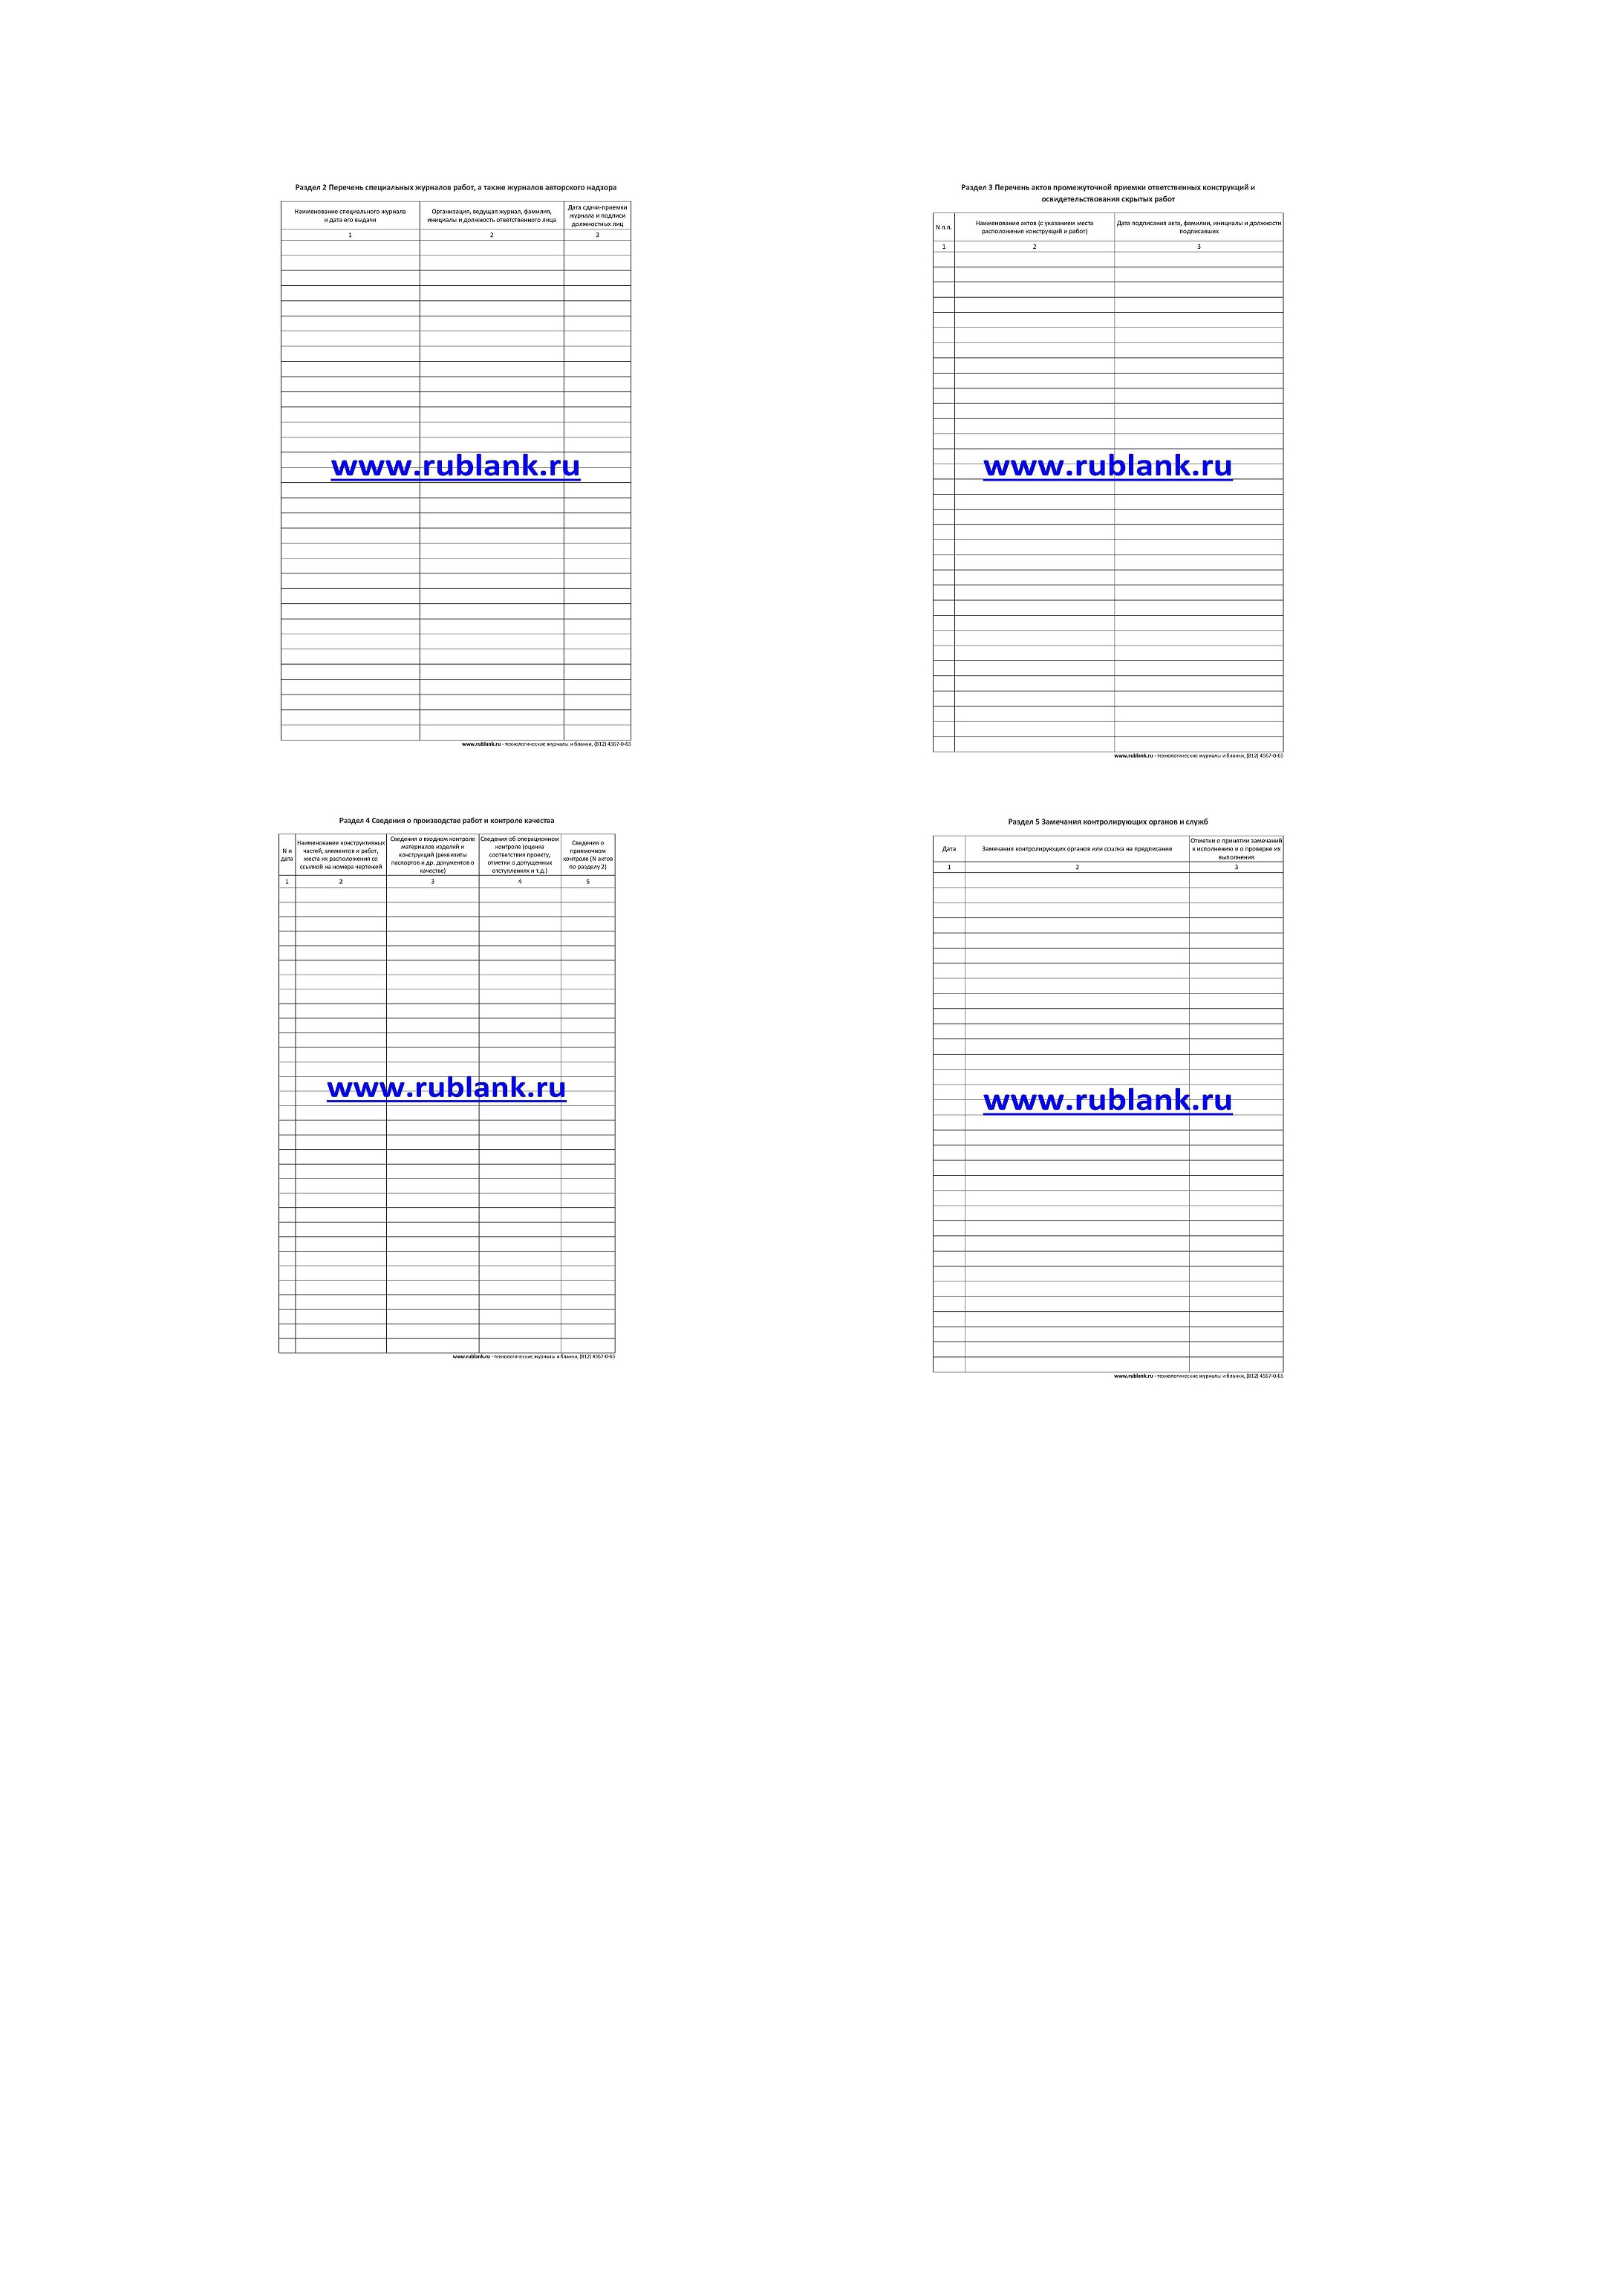 Раздел 2 Перечень специальных журналов работ, а также журналов авторского надзора
Наименование специального журнала
и дата его выдачи
Организация, ведущая журнал, фамилия,
инициалы и должность ответственного лица
Дата сдачи-приемки
журнала и подписи
должностных лиц
1 2 3
www.rublank.ru
www.rublank.ru - технологические журналы и бланки, (812) 4567-0-65
Раздел 3 Перечень актов промежуточной приемки ответственных конструкций и
освидетельствования скрытых работ
N п.п.
Наименование актов (с указанием места
расположения конструкций и работ)
Дата подписания акта, фамилии, инициалы и должности
подписавших
1 2 3
www.rublank.ru
www.rublank.ru - технологические журналы и бланки, (812) 4567-0-65
Раздел 4 Сведения о производстве работ и контроле качества
N и
дата
Наименование конструктивных
частей, элементов и работ,
места их расположения со
ссылкой на номера чертежей
Сведения о входном контроле
материалов изделий и
конструкций (реквизиты
паспортов и др. документов о
качестве)
Сведения об операционном
контроле (оценка
соответствия проекту,
отметки о допущенных
отступлениях и т.д.)
Сведения о
приемочном
контроле (N актов
по разделу 2)
1 2 3 4 5
www.rublank.ru
www.rublank.ru - технологические журналы и бланки, (812) 4567-0-65
Раздел 5 Замечания контролирующих органов и служб
Дата
Замечания контролирующих органов или ссылка на предписание
Отметки о принятии замечаний
к исполнению и о проверке их
выполнения
1 2 3
www.rublank.ru
www.rublank.ru - технологические журналы и бланки, (812) 4567-0-65